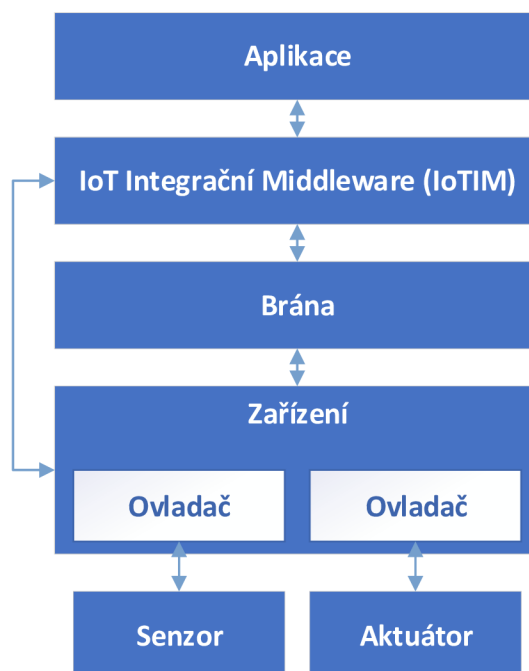 Aplikace
IoT Integrační Middleware (IoTIM)
Brána
Zařízení
Ovladač
Ovladač
Senzor
Aktuátor